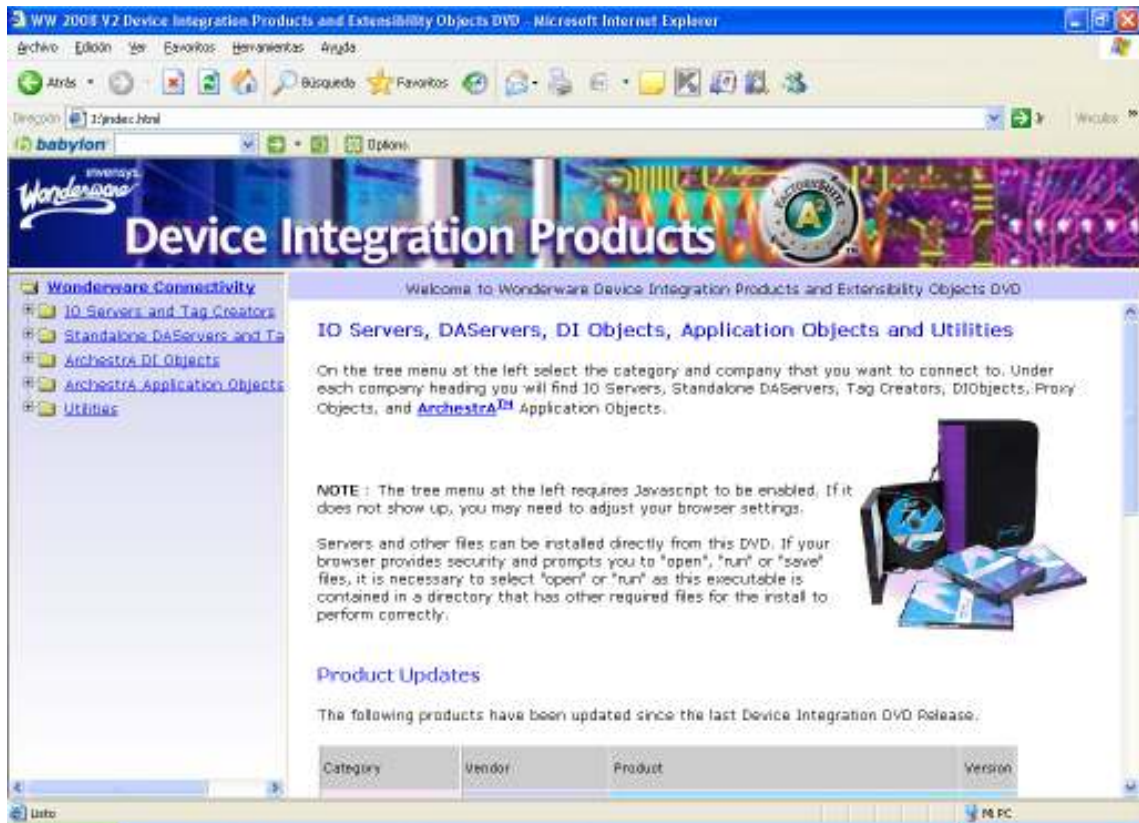 WW 2008 V2 Device Integration Products and Extensibility Objects DVD - Microsoft Internet Explorer
Archivo Edición Ver Favoritos Herramientas Ayuda
Atrás Búsqueda Favoritos
Dirección I:\index.html Ir Vínculos
babylon Options
invensys
Wonderware
FACTORYSUITE
A²
Device Integration Products
Wonderware Connectivity
IO Servers and Tag Creators
Standalone DAServers and Ta
ArchestrA DI Objects
ArchestrA Application Objects
Utilities
Welcome to Wonderware Device Integration Products and Extensibility Objects DVD
IO Servers, DAServers, DI Objects, Application Objects and Utilities
On the tree menu at the left select the category and company that you want to connect to. Under
each company heading you will find IO Servers, Standalone DAServers, Tag Creators, DIObjects, Proxy
Objects, and ArchestrA™ Application Objects.
NOTE : The tree menu at the left requires Javascript to be enabled. If it
does not show up, you may need to adjust your browser settings.
Servers and other files can be installed directly from this DVD. If your
browser provides security and prompts you to "open", "run" or "save"
files, it is necessary to select "open" or "run" as this executable is
contained in a directory that has other required files for the install to
perform correctly.
Product Updates
The following products have been updated since the last Device Integration DVD Release.
Category Vendor Product Version
Listo Mi PC